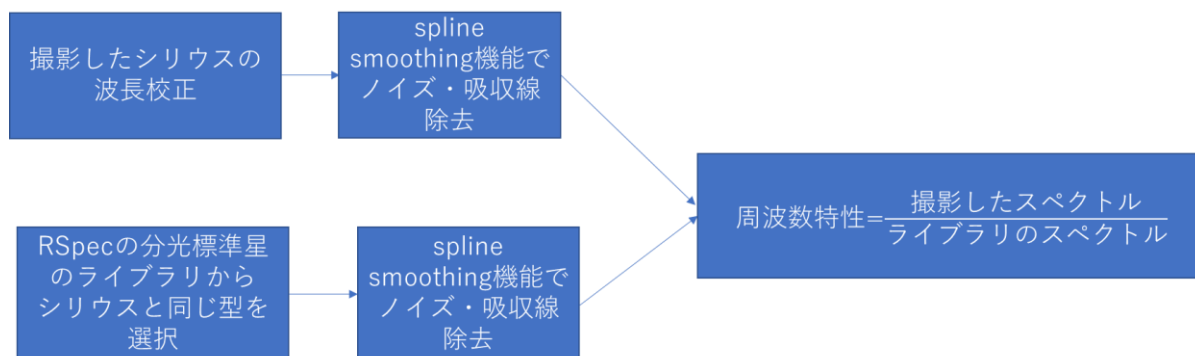 撮影したシリウスの
波長校正
spline
smoothing機能で
ノイズ・吸収線
除去
RSpecの分光標準星
のライブラリから
シリウスと同じ型を
選択
spline
smoothing機能で
ノイズ・吸収線
除去
周波数特性=撮影したスペクトル
ライブラリのスペクトル